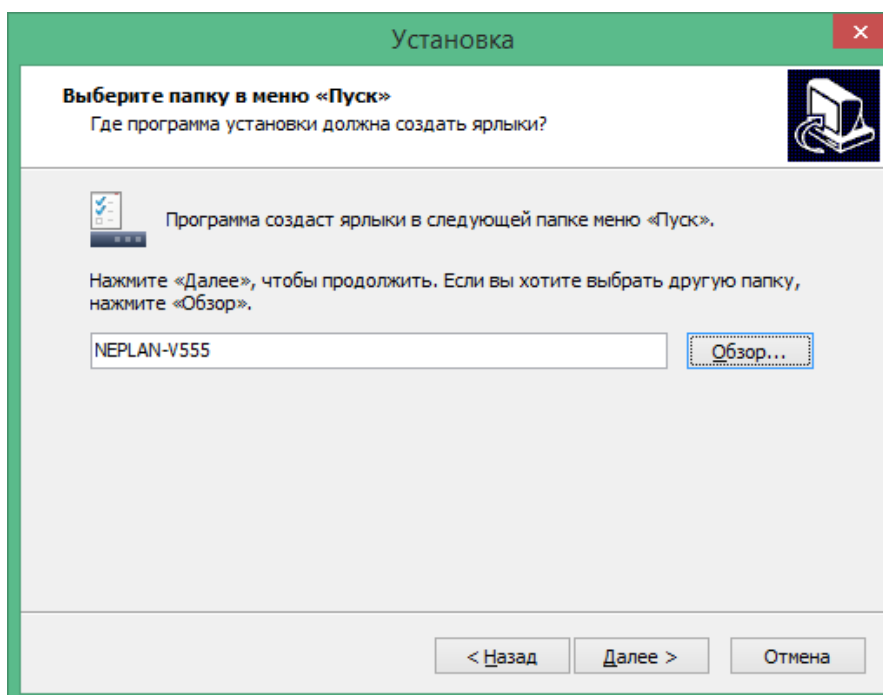 Установка
Выберите папку в меню «Пуск»
Где программа установки должна создать ярлыки?
Программа создаст ярлыки в следующей папке меню «Пуск».
Нажмите «Далее», чтобы продолжить. Если вы хотите выбрать другую папку,
нажмите «Обзор».
NEPLAN-V555
Обзор...
< Назад
Далее >
Отмена